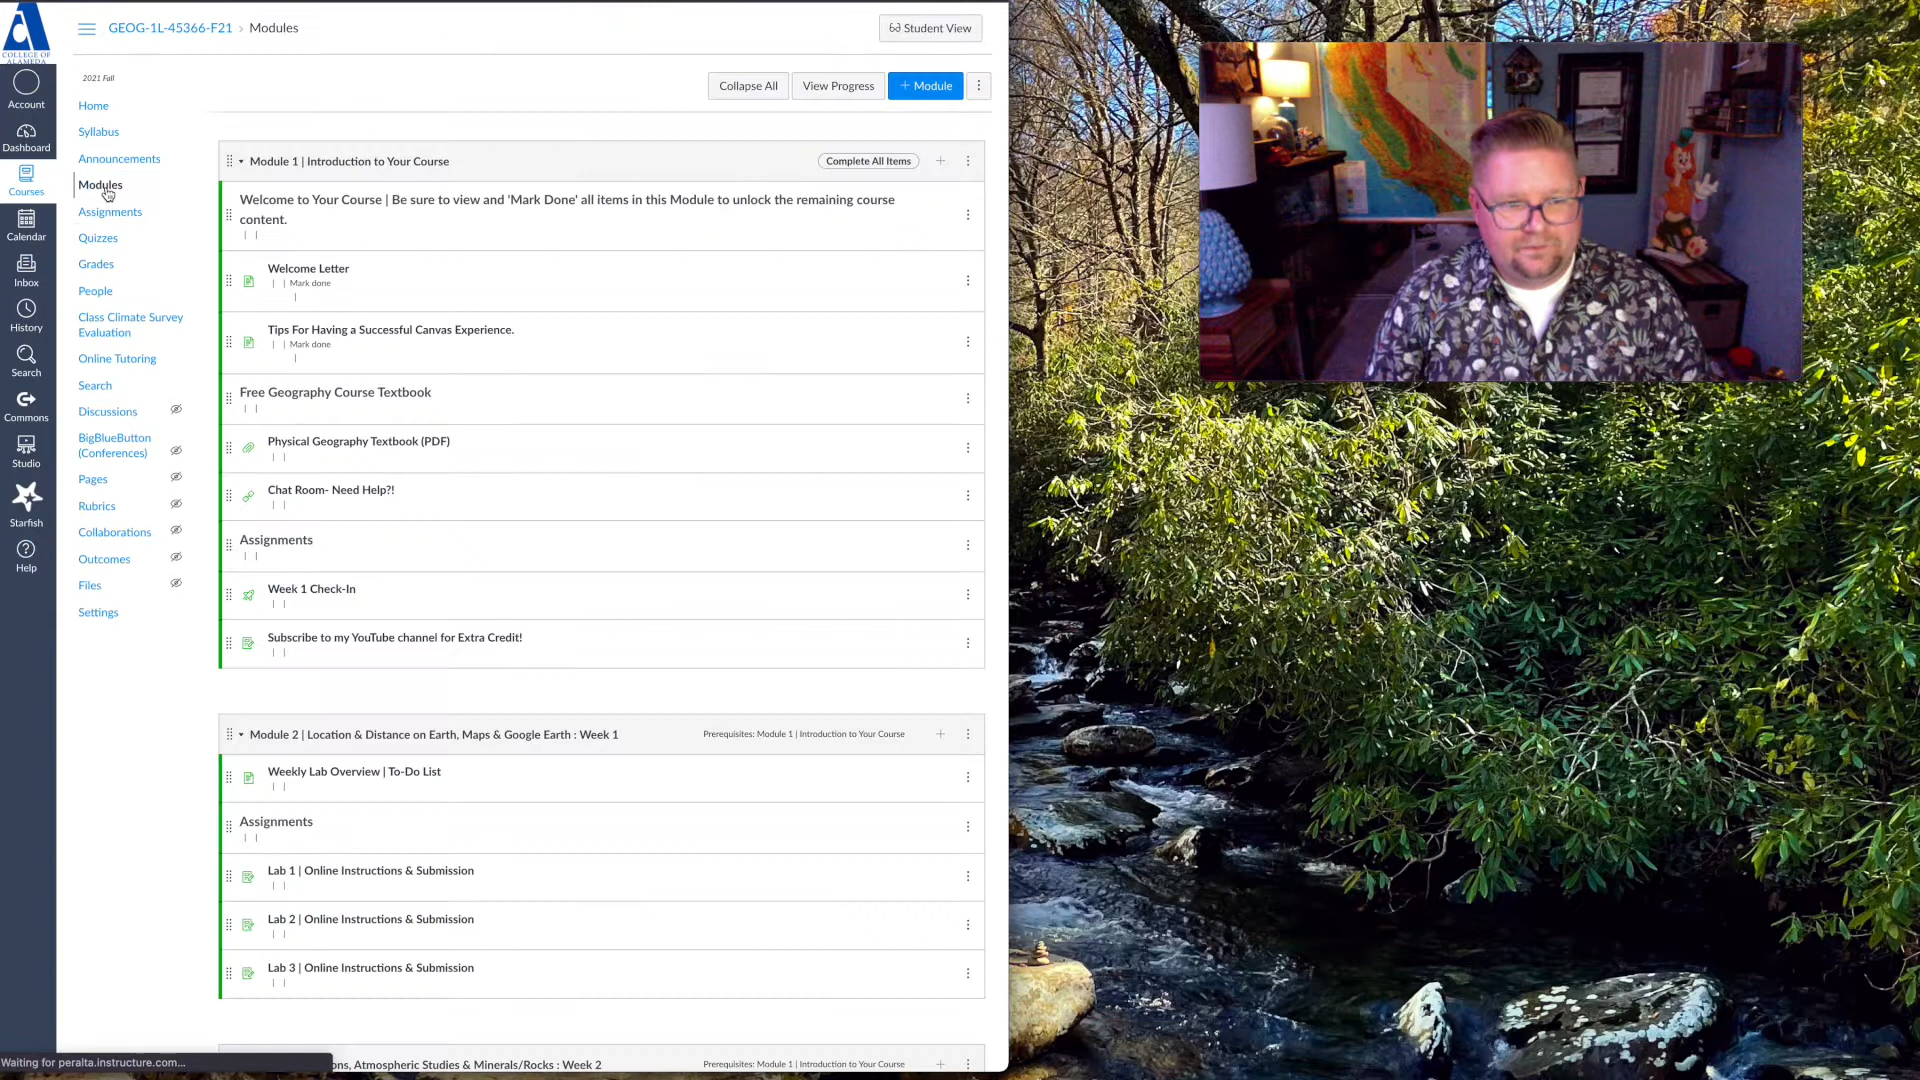 COLLEGE OF
ALAMEDA
Account
Dashboard
Courses
Calendar
Inbox
History
Search
Commons
Studio
Starfish
Help
GEOG-1L-45366-F21 › Modules
Student View
2021 Fall
Home
Syllabus
Announcements
Modules
Assignments
Quizzes
Grades
People
Class Climate Survey
Evaluation
Online Tutoring
Search
Discussions
BigBlueButton
(Conferences)
Pages
Rubrics
Collaborations
Outcomes
Files
Settings
Collapse All
View Progress
+ Module
Module 1 | Introduction to Your Course
Complete All Items
Welcome to Your Course | Be sure to view and 'Mark Done' all items in this Module to unlock the remaining course
content.
Welcome Letter
Mark done
Tips For Having a Successful Canvas Experience.
Mark done
Free Geography Course Textbook
Physical Geography Textbook (PDF)
Chat Room- Need Help?!
Assignments
Week 1 Check-In
Subscribe to my YouTube channel for Extra Credit!
Module 2 | Location & Distance on Earth, Maps & Google Earth : Week 1
Prerequisites: Module 1 | Introduction to Your Course
Weekly Lab Overview | To-Do List
Assignments
Lab 1 | Online Instructions & Submission
Lab 2 | Online Instructions & Submission
Lab 3 | Online Instructions & Submission
ons, Atmospheric Studies & Minerals/Rocks : Week 2
Prerequisites: Module 1 | Introduction to Your Course
Waiting for peralta.instructure.com...